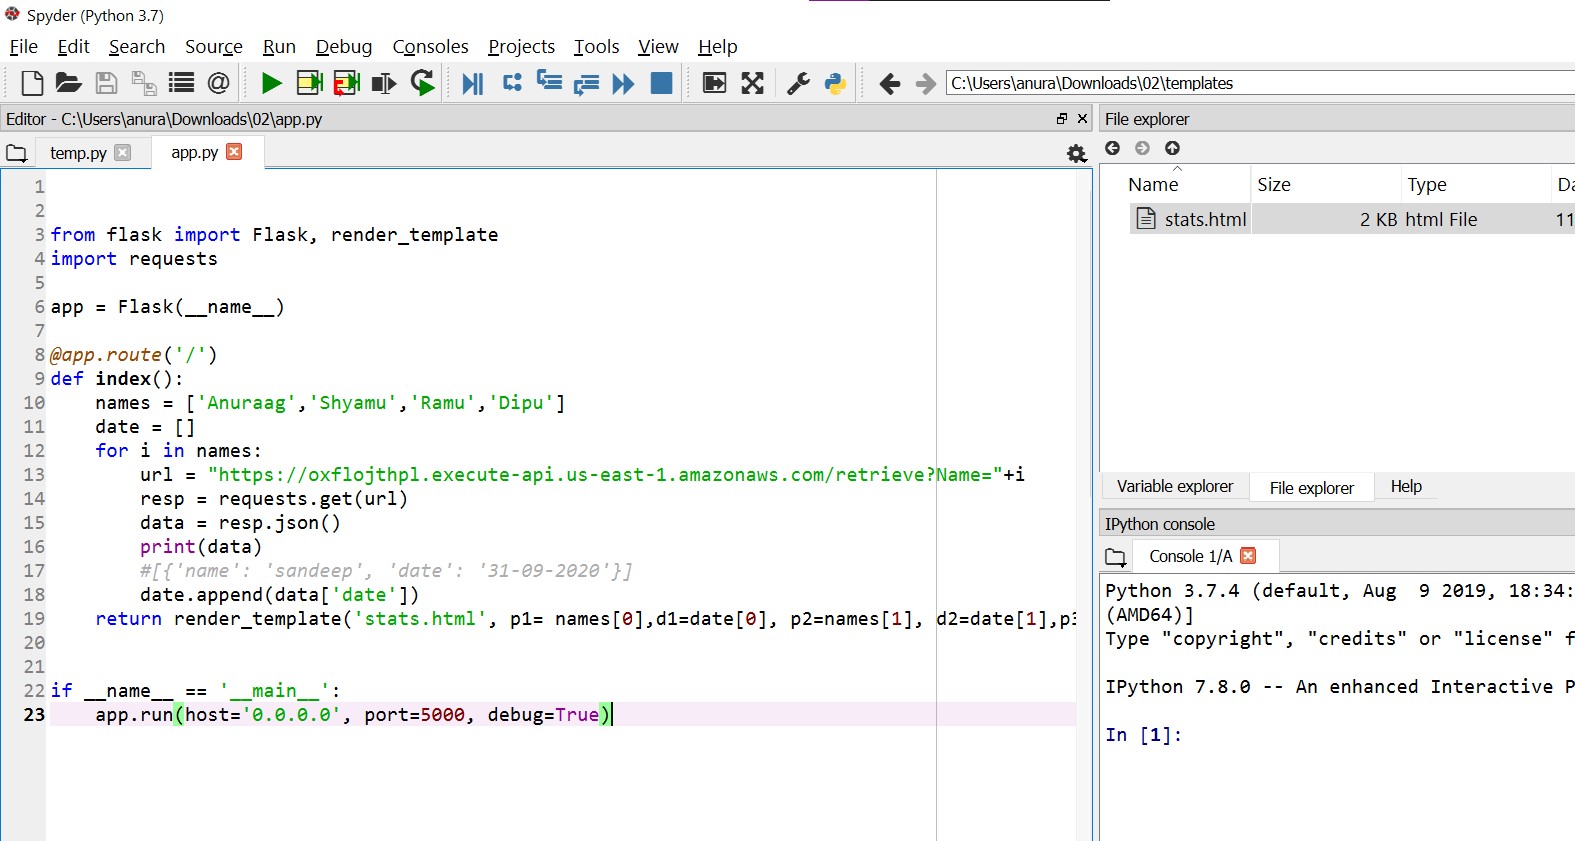 Spyder (Python 3.7)
File Edit Search Source Run Debug Consoles Projects Tools View Help
C:\Users\anura\Downloads\02\templates
Editor - C:\Users\anura\Downloads\02\app.py
temp.py app.py
1
2
3 from flask import Flask, render_template
4 import requests
5
6 app = Flask(__name__)
7
8 @app.route('/')
9 def index():
10     names = ['Anuraag','Shyamu','Ramu','Dipu']
11     date = []
12     for i in names:
13         url = "https://oxflojthpl.execute-api.us-east-1.amazonaws.com/retrieve?Name="+i
14         resp = requests.get(url)
15         data = resp.json()
16         print(data)
17         #[{'name': 'sandeep', 'date': '31-09-2020'}]
18         date.append(data['date'])
19     return render_template('stats.html', p1= names[0],d1=date[0], p2=names[1], d2=date[1],p3
20
21
22 if __name__ == '__main__':
23     app.run(host='0.0.0.0', port=5000, debug=True)
File explorer
Name Size Type Da
stats.html 2 KB html File 11
Variable explorer File explorer Help
IPython console
Console 1/A
Python 3.7.4 (default, Aug  9 2019, 18:34:
(AMD64)]
Type "copyright", "credits" or "license" f
IPython 7.8.0 -- An enhanced Interactive P
In [1]: